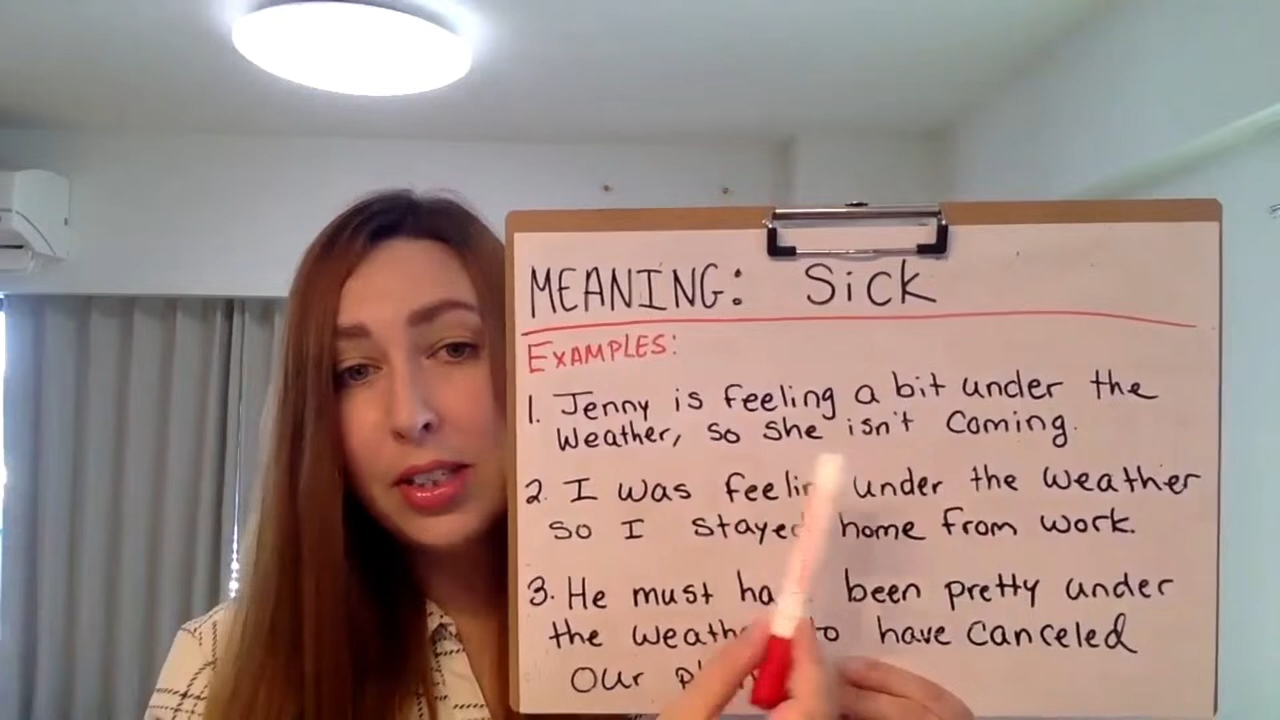 MEANING: Sick
EXAMPLES:
1. Jenny is feeling a bit under the
weather, so she isn't coming.
2. I was under the weather
so I home from work.
3. He must been pretty under
the to have canceled
our